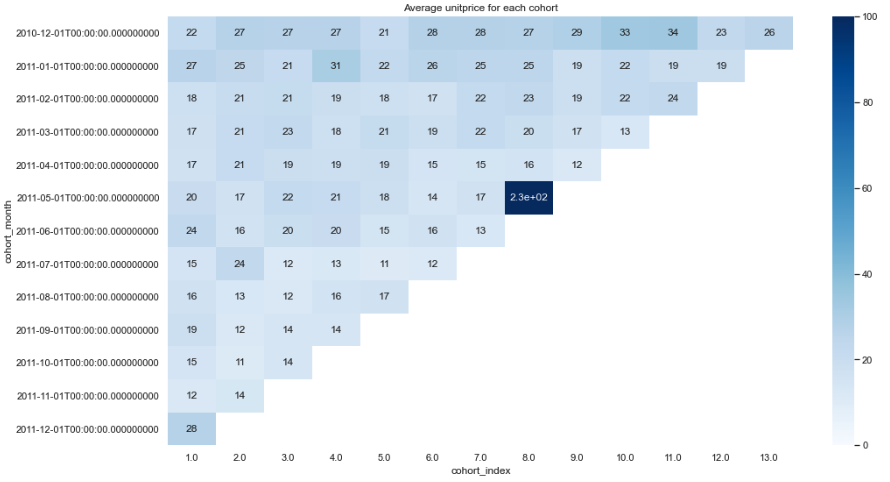 Average unitprice for each cohort
2010-12-01T00:00:00.000000000 22 27 27 27 21 28 28 27 29 33 34 23 26
2011-01-01T00:00:00.000000000 27 25 21 31 22 26 25 25 19 22 19 19
2011-02-01T00:00:00.000000000 18 21 21 19 18 17 22 23 19 22 24
2011-03-01T00:00:00.000000000 17 21 23 18 21 19 22 20 17 13
2011-04-01T00:00:00.000000000 17 21 19 19 19 15 15 16 12
2011-05-01T00:00:00.000000000 20 17 22 21 18 14 17 2.3e+02
2011-06-01T00:00:00.000000000 24 16 20 20 15 16 13
2011-07-01T00:00:00.000000000 15 24 12 13 11 12
2011-08-01T00:00:00.000000000 16 13 12 16 17
2011-09-01T00:00:00.000000000 19 12 14 14
2011-10-01T00:00:00.000000000 15 11 14
2011-11-01T00:00:00.000000000 12 14
2011-12-01T00:00:00.000000000 28
1.0 2.0 3.0 4.0 5.0 6.0 7.0 8.0 9.0 10.0 11.0 12.0 13.0
cohort_index
cohort_month
100
80
60
40
20
0